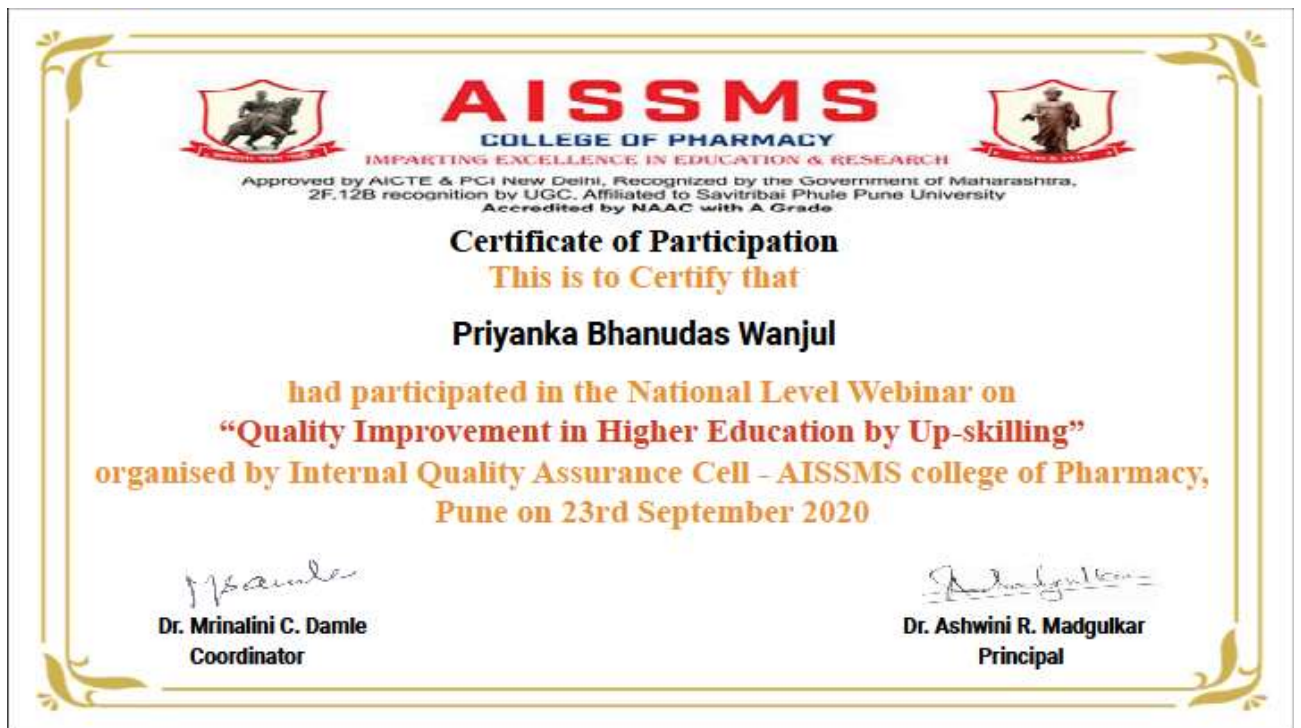 AISSMS
COLLEGE OF PHARMACY
IMPARTING EXCELLENCE IN EDUCATION & RESEARCH
Approved by AICTE & PCI New Delhi, Recognized by the Government of Maharashtra,
2F.12B recognition by UGC, Affiliated to Savitribai Phule Pune University
Accredited by NAAC with A Grade
Certificate of Participation
This is to Certify that
Priyanka Bhanudas Wanjul
had participated in the National Level Webinar on
“Quality Improvement in Higher Education by Up-skilling”
organised by Internal Quality Assurance Cell - AISSMS college of Pharmacy,
Pune on 23rd September 2020
Dr. Mrinalini C. Damle
Coordinator
Dr. Ashwini R. Madgulkar
Principal